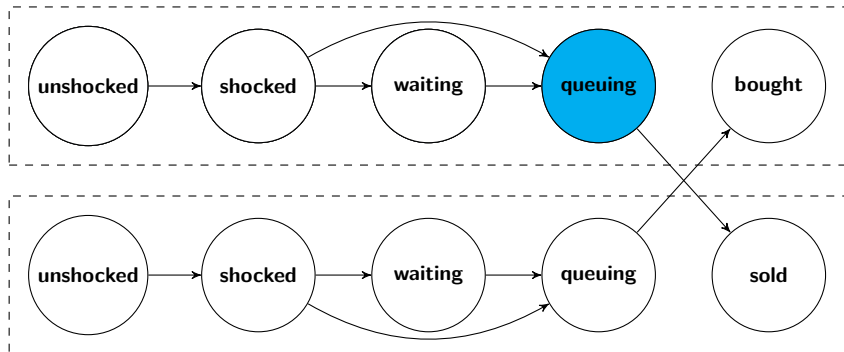 unshocked
shocked
waiting
queuing
bought
unshocked
shocked
waiting
queuing
sold